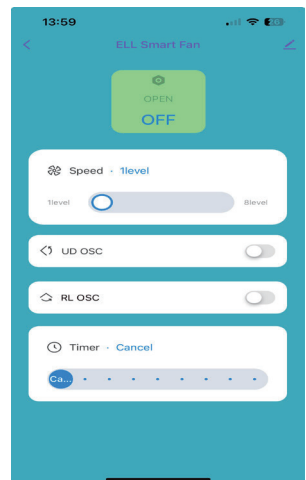 13:59
ELL Smart Fan
OPEN
OFF
Speed · 1level
1level
8level
UD OSC
RL OSC
Timer · Cancel
Ca...